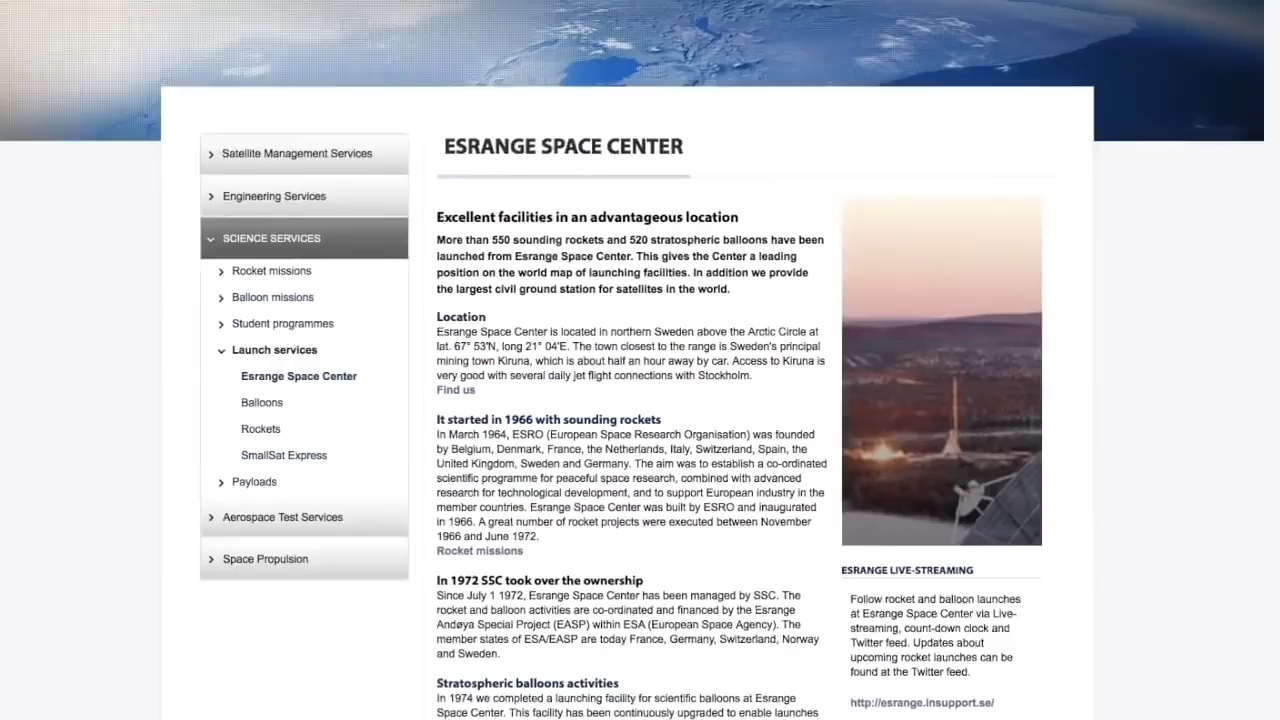 ESRANGE SPACE CENTER
Satellite Management Services
Engineering Services
SCIENCE SERVICES
Rocket missions
Balloon missions
Student programmes
Launch services
Esrange Space Center
Balloons
Rockets
SmallSat Express
Payloads
Aerospace Test Services
Space Propulsion
Excellent facilities in an advantageous location
More than 550 sounding rockets and 520 stratospheric balloons have been
launched from Esrange Space Center. This gives the Center a leading
position on the world map of launching facilities. In addition we provide
the largest civil ground station for satellites in the world.
Location
Esrange Space Center is located in northern Sweden above the Arctic Circle at
lat. 67° 53'N, long 21° 04'E. The town closest to the range is Sweden's principal
mining town Kiruna, which is about half an hour away by car. Access to Kiruna is
very good with several daily jet flight connections with Stockholm.
Find us
It started in 1966 with sounding rockets
In March 1964, ESRO (European Space Research Organisation) was founded
by Belgium, Denmark, France, the Netherlands, Italy, Switzerland, Spain, the
United Kingdom, Sweden and Germany. The aim was to establish a co-ordinated
scientific programme for peaceful space research, combined with advanced
research for technological development, and to support European industry in the
member countries. Esrange Space Center was built by ESRO and inaugurated
in 1966. A great number of rocket projects were executed between November
1966 and June 1972.
Rocket missions
In 1972 SSC took over the ownership
Since July 1 1972, Esrange Space Center has been managed by SSC. The
rocket and balloon activities are co-ordinated and financed by the Esrange
Andøya Special Project (EASP) within ESA (European Space Agency). The
member states of ESA/EASP are today France, Germany, Switzerland, Norway
and Sweden.
Stratospheric balloons activities
In 1974 we completed a launching facility for scientific balloons at Esrange
Space Center. This facility has been continuously upgraded to enable launches
ESRANGE LIVE-STREAMING
Follow rocket and balloon launches
at Esrange Space Center via Live-
streaming, count-down clock and
Twitter feed. Updates about
upcoming rocket launches can be
found at the Twitter feed.
http://esrange.insupport.se/